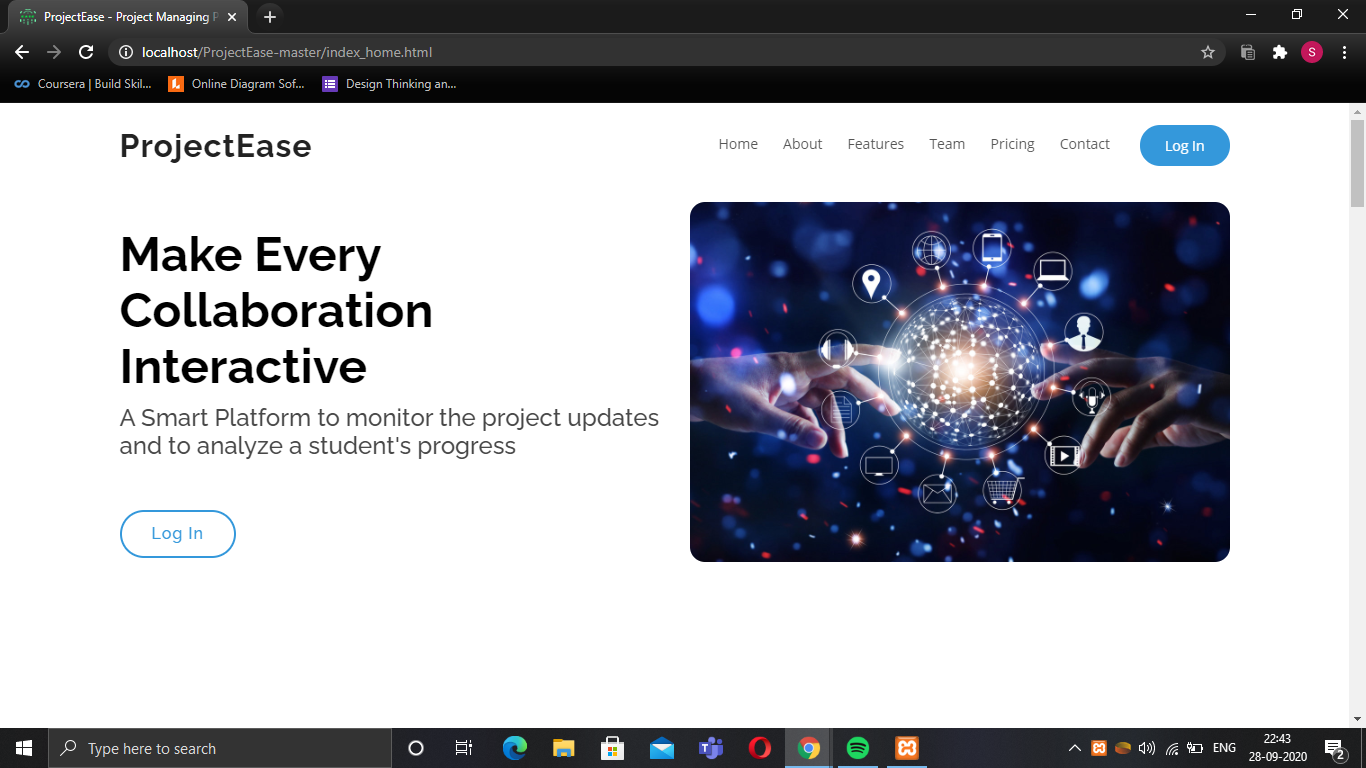 ProjectEase - Project Managing P
localhost/ProjectEase-master/index_home.html
S
Coursera | Build Skil...
Online Diagram Sof...
Design Thinking an...
ProjectEase
Home About Features Team Pricing Contact Log In
Make Every
Collaboration
Interactive
A Smart Platform to monitor the project updates
and to analyze a student's progress
Log In
Type here to search
ENG
22:43
28-09-2020
2